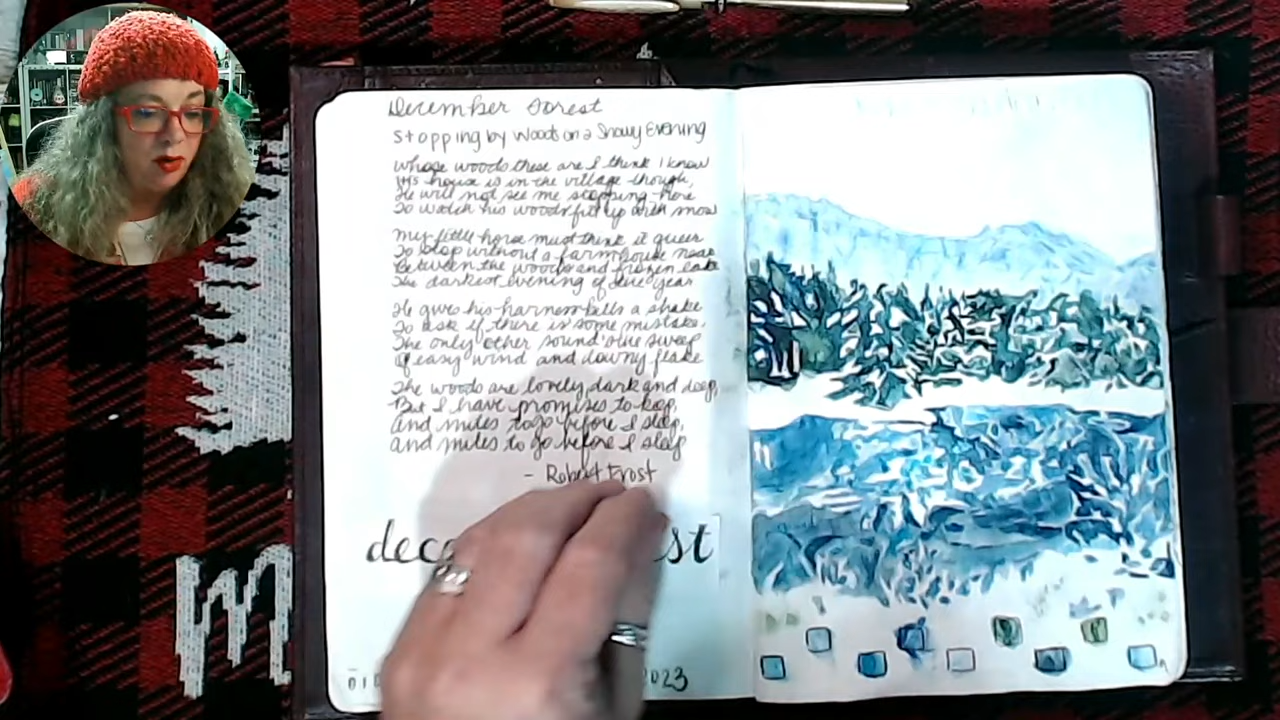 December Forest
Stopping by Woods on a Snowy Evening
Whose woods these are I think I know
His house is in the village though,
He will not see me stopping here
To watch his woods fill up with snow
My little horse must think it queer
To stop without a farmhouse near
Between the woods and frozen lake
The darkest evening of the year
He gives his harness bells a shake
To ask if there is some mistake.
The only other sound's the sweep
of easy wind and downy flake
The woods are lovely dark and deep,
But I have promises to keep,
And miles to go before I sleep,
and miles to go before I sleep
- Robert Frost
dec st
010 2023
m